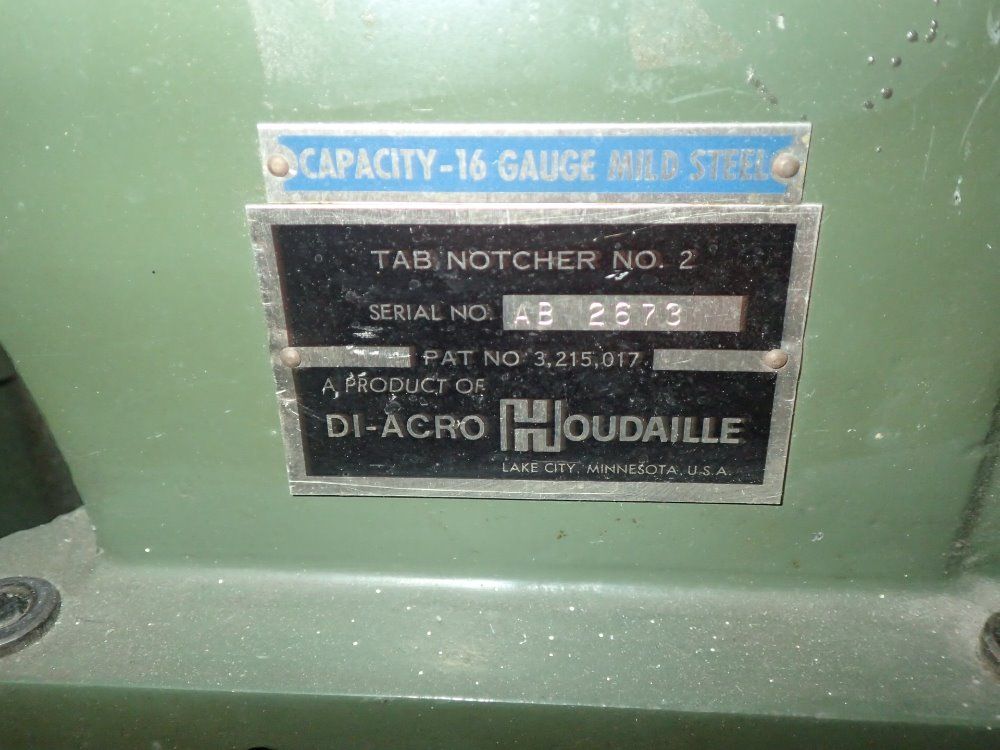 CAPACITY-16 GAUGE MILD STEEL
TAB NOTCHER NO. 2
SERIAL NO. AB 2673
PAT NO 3,215,017
A PRODUCT OF
DI-ACRO HOUDAILLE
LAKE CITY, MINNESOTA, U.S.A.